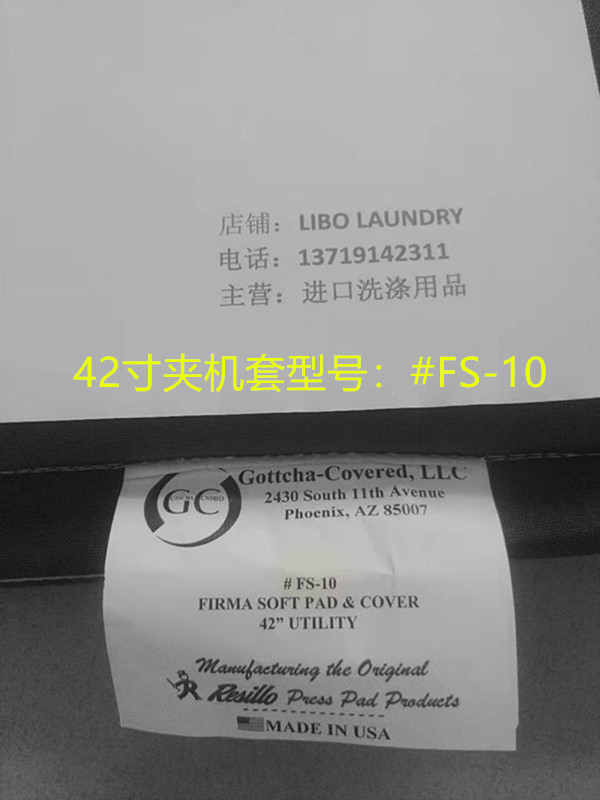 店铺：LIBO LAUNDRY
电话：13719142311
主营：进口洗涤用品
42寸夹机套型号：#FS-10
Gottcha-Covered, LLC
GC
GOTTCHA COVERED
2430 South 11th Avenue
Phoenix, AZ 85007
# FS-10
FIRMA SOFT PAD & COVER
42” UTILITY
Manufacturing the Original
Resillo Press Pad Products
MADE IN USA